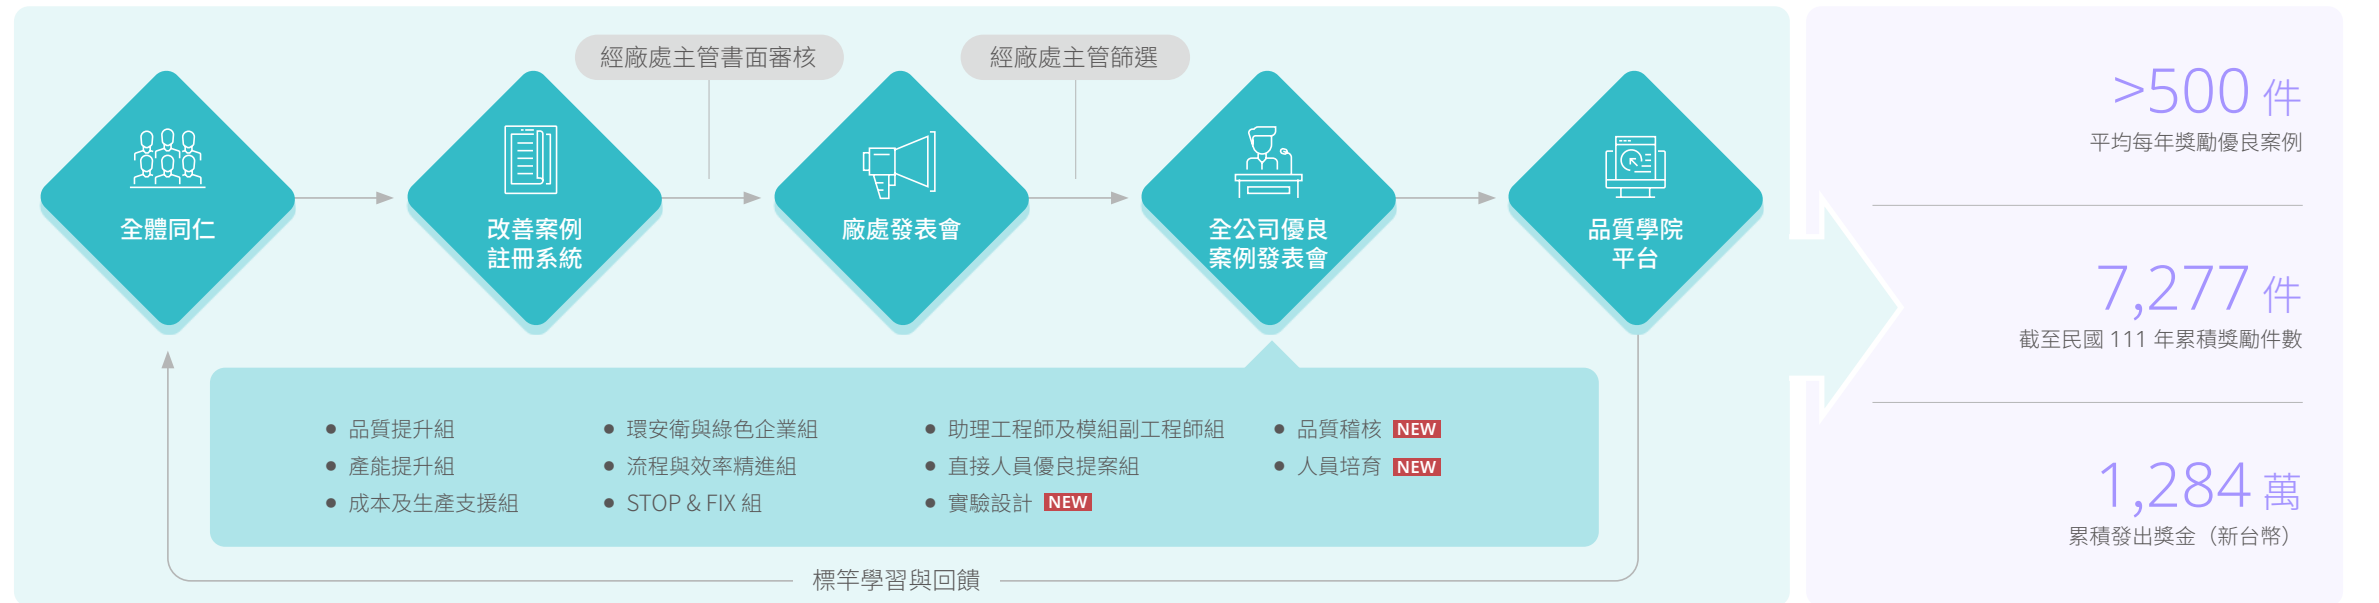 經廠處主管書面審核
經廠處主管篩選
全體同仁
改善案例
註冊系統
廠處發表會
全公司優良
案例發表會
品質學院
平台
品質提升組
產能提升組
成本及生產支援組
環安衛與綠色企業組
流程與效率精進組
STOP & FIX 組
助理工程師及模組副工程師組
直接人員優良提案組
實驗設計 NEW
品質稽核 NEW
人員培育 NEW
標竿學習與回饋
>500 件
平均每年獎勵優良案例
7,277 件
截至民國 111 年累積獎勵件數
1,284 萬
累積發出獎金（新台幣）